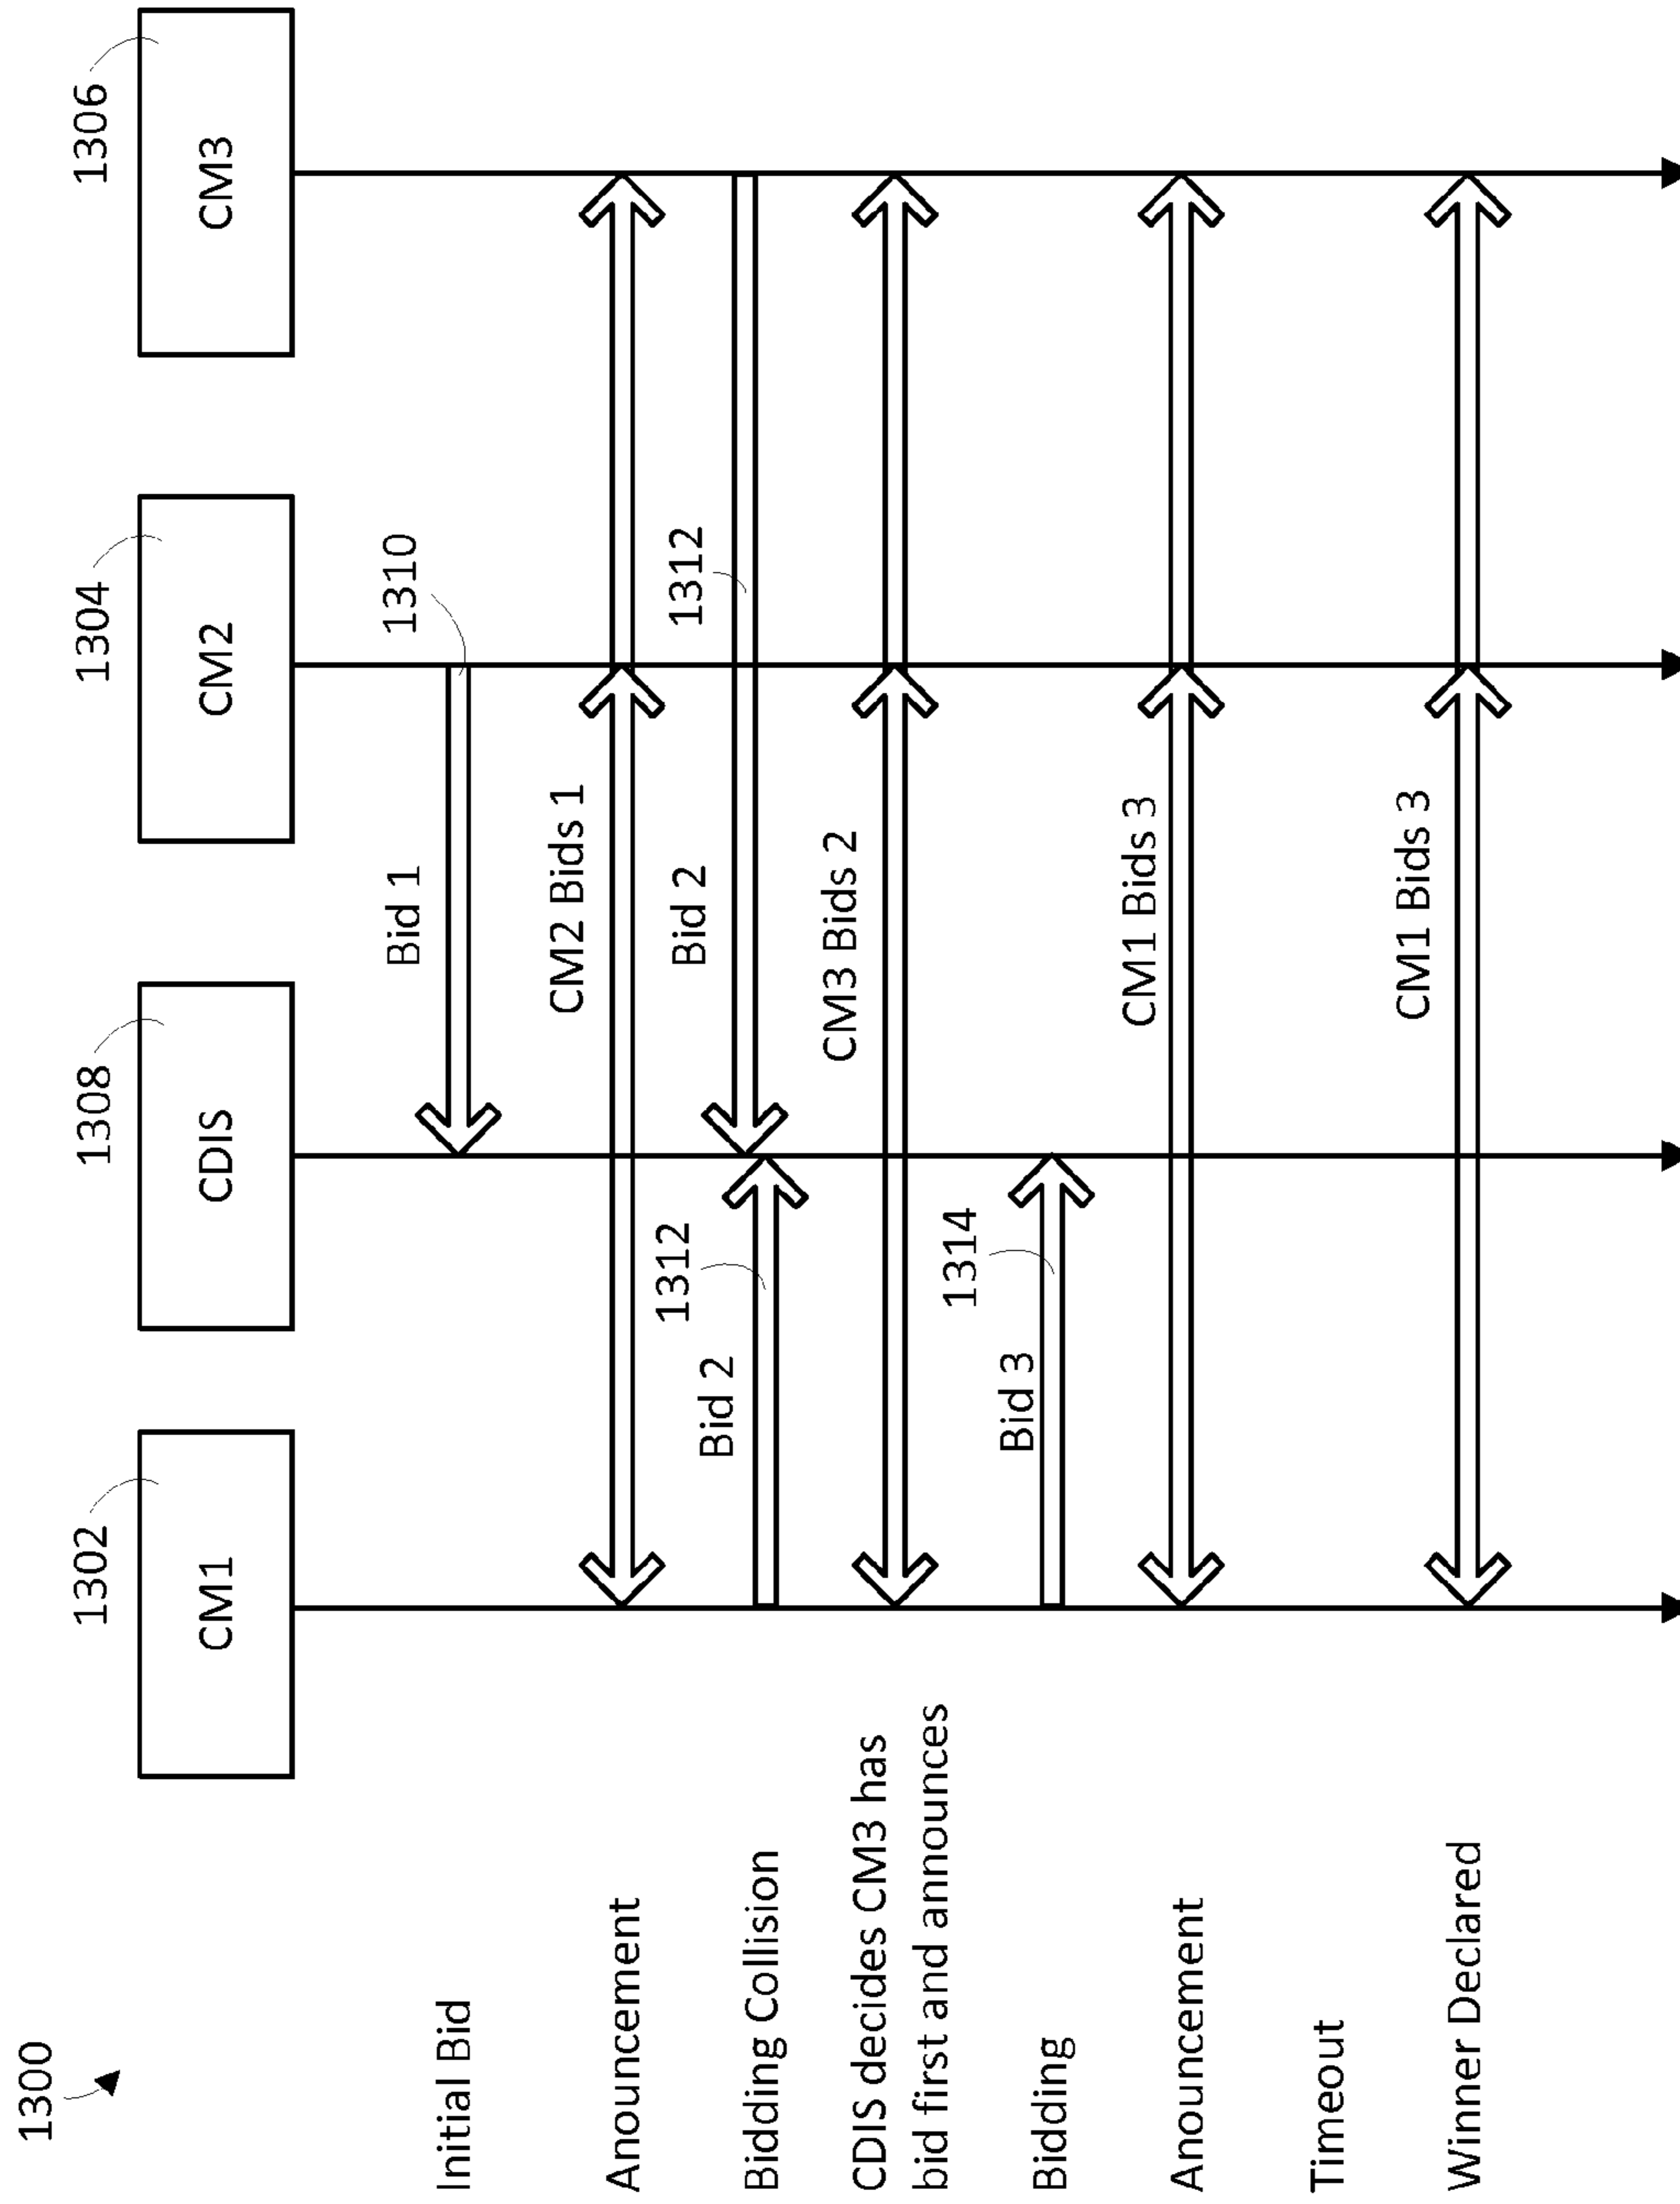 1300
1302
1308
1304
1306
CM1
CDIS
CM2
CM3
Initial Bid
Bid 1
1310
Anouncement
CM2 Bids 1
Bidding Collision
Bid 2
1312
Bid 2
1312
CDIS decides CM3 has
bid first and announces
CM3 Bids 2
Bidding
Bid 3
1314
Anouncement
CM1 Bids 3
Timeout
Winner Declared
CM1 Bids 3